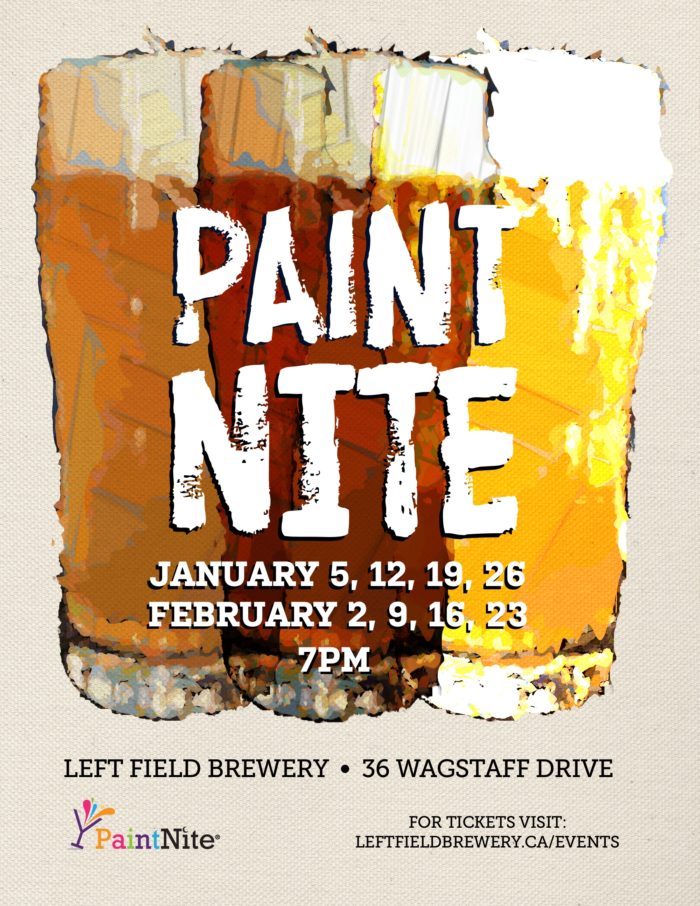 PAINT
NITE
JANUARY 5, 12, 19, 26
FEBRUARY 2, 9, 16, 23
7PM
LEFT FIELD BREWERY • 36 WAGSTAFF DRIVE
PaintNite®
FOR TICKETS VISIT:
LEFTFIELDBREWERY.CA/EVENTS